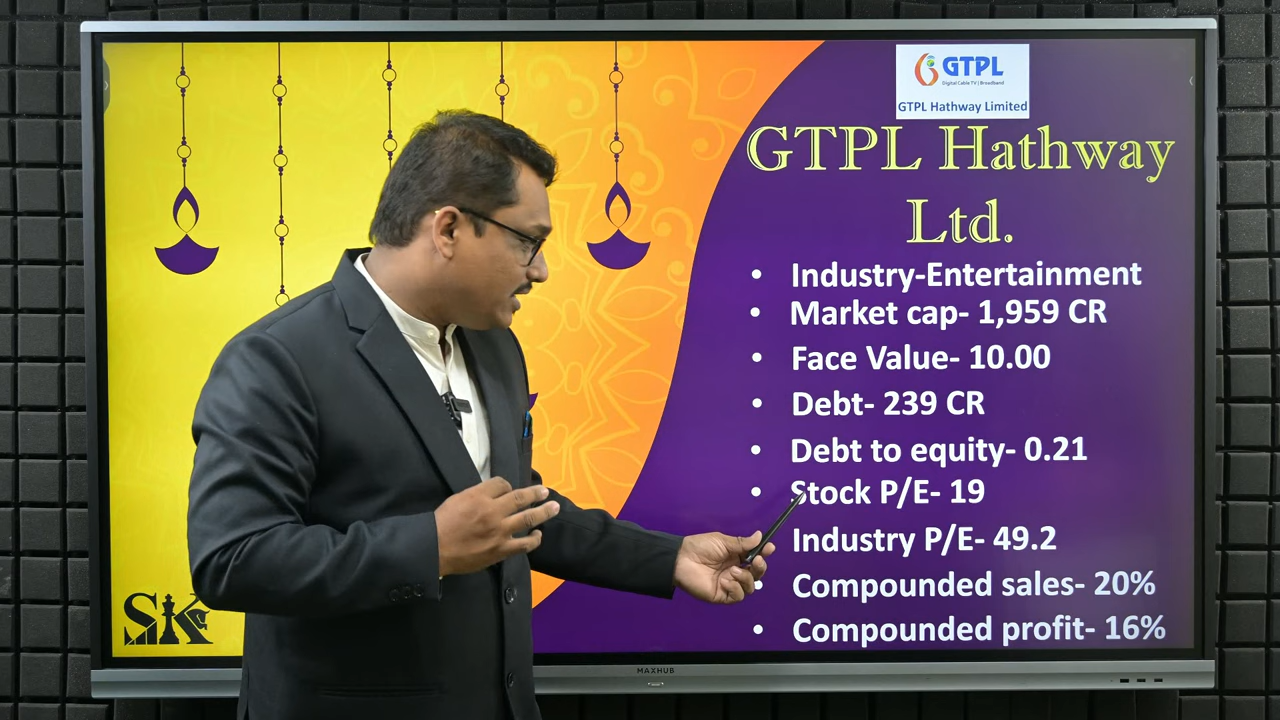 GTPL
Digital Cable TV | Broadband
GTPL Hathway Limited
GTPL Hathway
Ltd.
• Industry-Entertainment
• Market cap- 1,959 CR
• Face Value- 10.00
• Debt- 239 CR
• Debt to equity- 0.21
• Stock P/E- 19
Industry P/E- 49.2
• Compounded sales- 20%
• Compounded profit- 16%
SK
MAXHUB